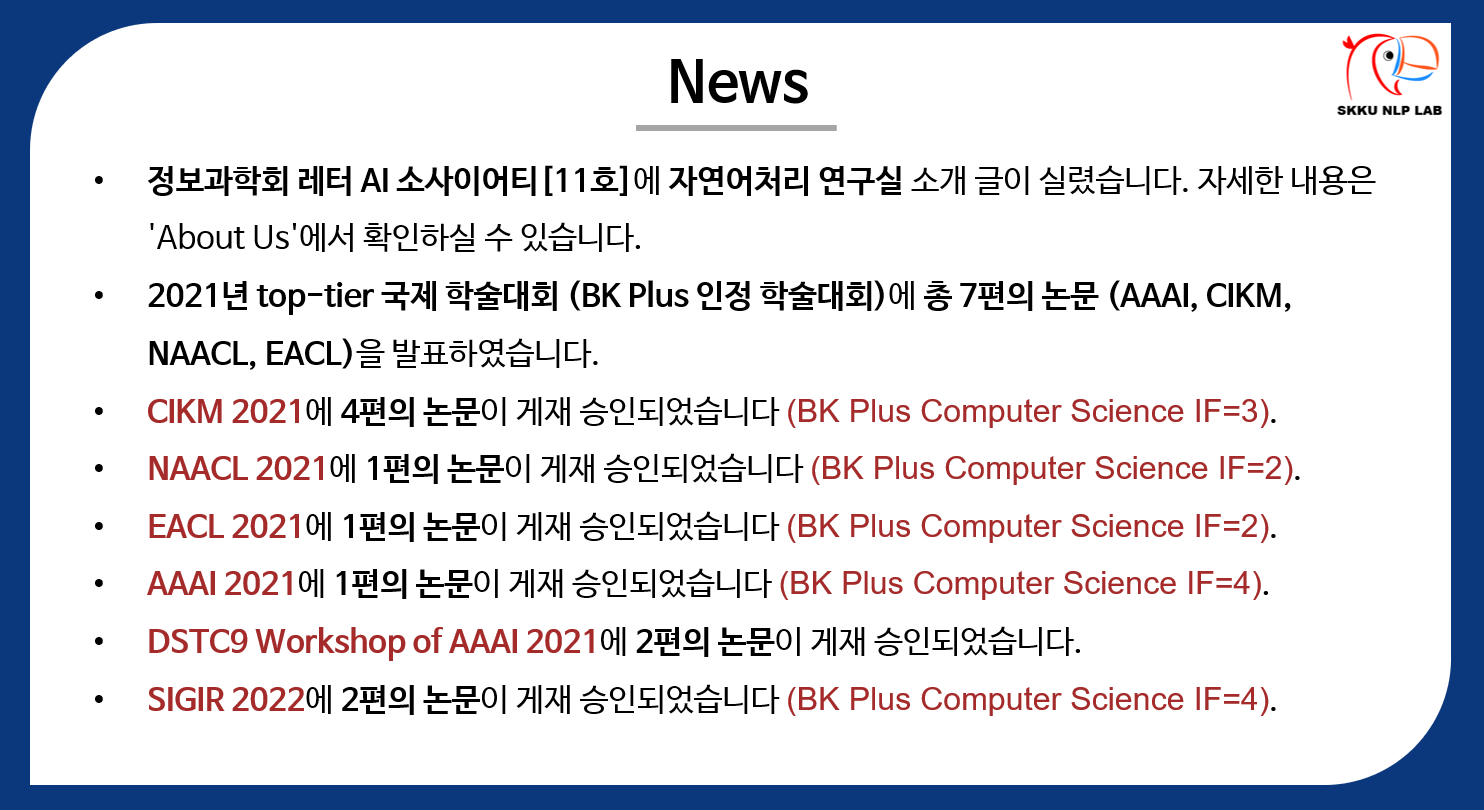 News
SKKU NLP LAB
• 정보과학회 레터 AI 소사이어티[11호]에 자연어처리 연구실 소개 글이 실렸습니다. 자세한 내용은
'About Us'에서 확인하실 수 있습니다.
• 2021년 top-tier 국제 학술대회 (BK Plus 인정 학술대회)에 총 7편의 논문 (AAAI, CIKM,
NAACL, EACL)을 발표하였습니다.
• CIKM 2021에 4편의 논문이 게재 승인되었습니다 (BK Plus Computer Science IF=3).
• NAACL 2021에 1편의 논문이 게재 승인되었습니다 (BK Plus Computer Science IF=2).
• EACL 2021에 1편의 논문이 게재 승인되었습니다 (BK Plus Computer Science IF=2).
• AAAI 2021에 1편의 논문이 게재 승인되었습니다 (BK Plus Computer Science IF=4).
• DSTC9 Workshop of AAAI 2021에 2편의 논문이 게재 승인되었습니다.
• SIGIR 2022에 2편의 논문이 게재 승인되었습니다 (BK Plus Computer Science IF=4).